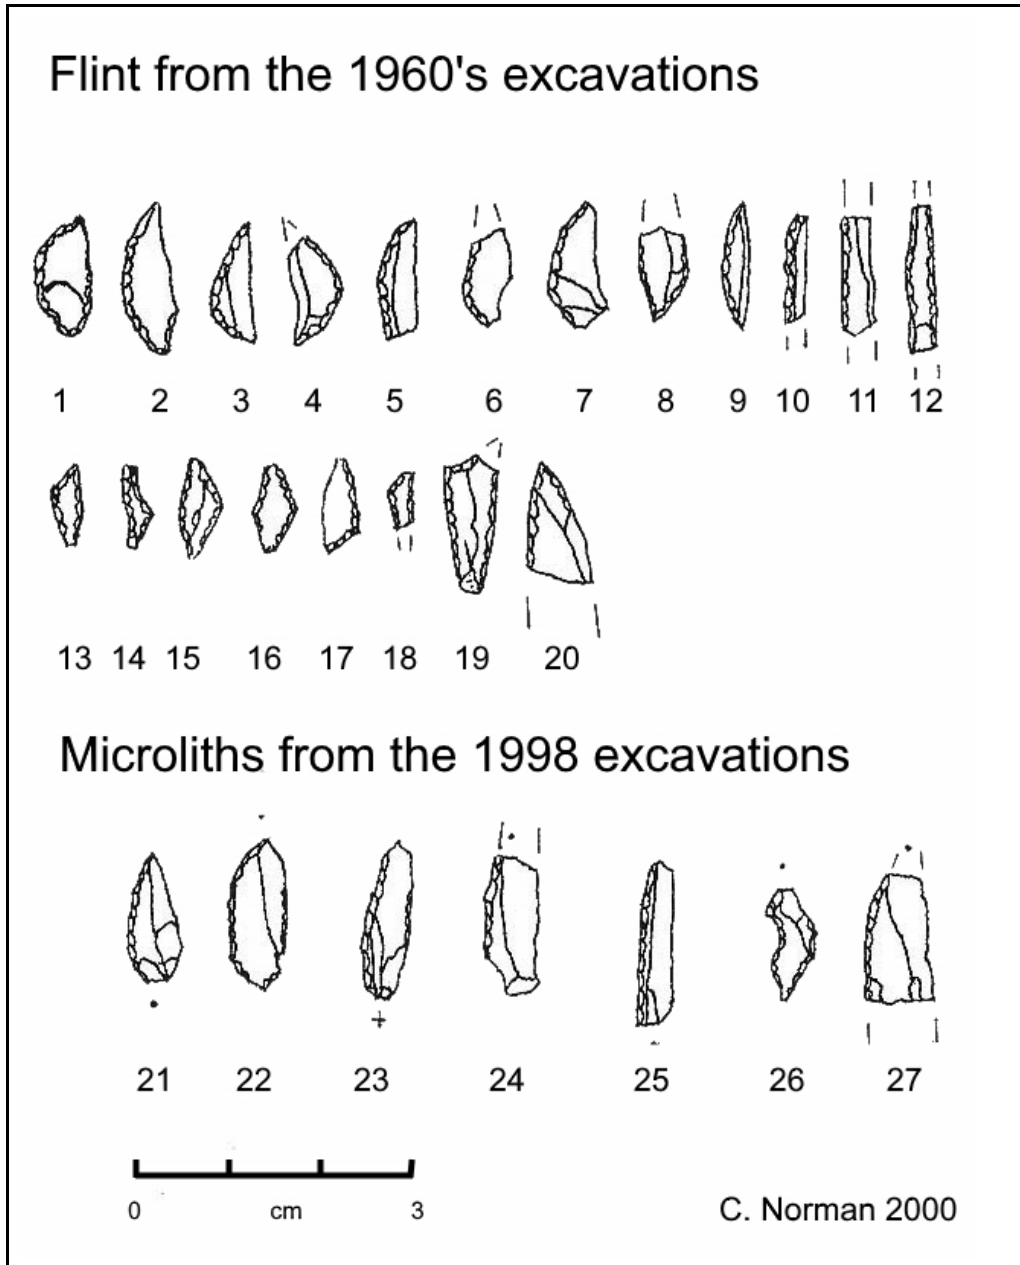 Flint from the 1960's excavations
1 2 3 4 5 6 7 8 9 10 11 12
13 14 15 16 17 18 19 20
Microliths from the 1998 excavations
21 22 23 24 25 26 27
0 cm 3
C. Norman 2000